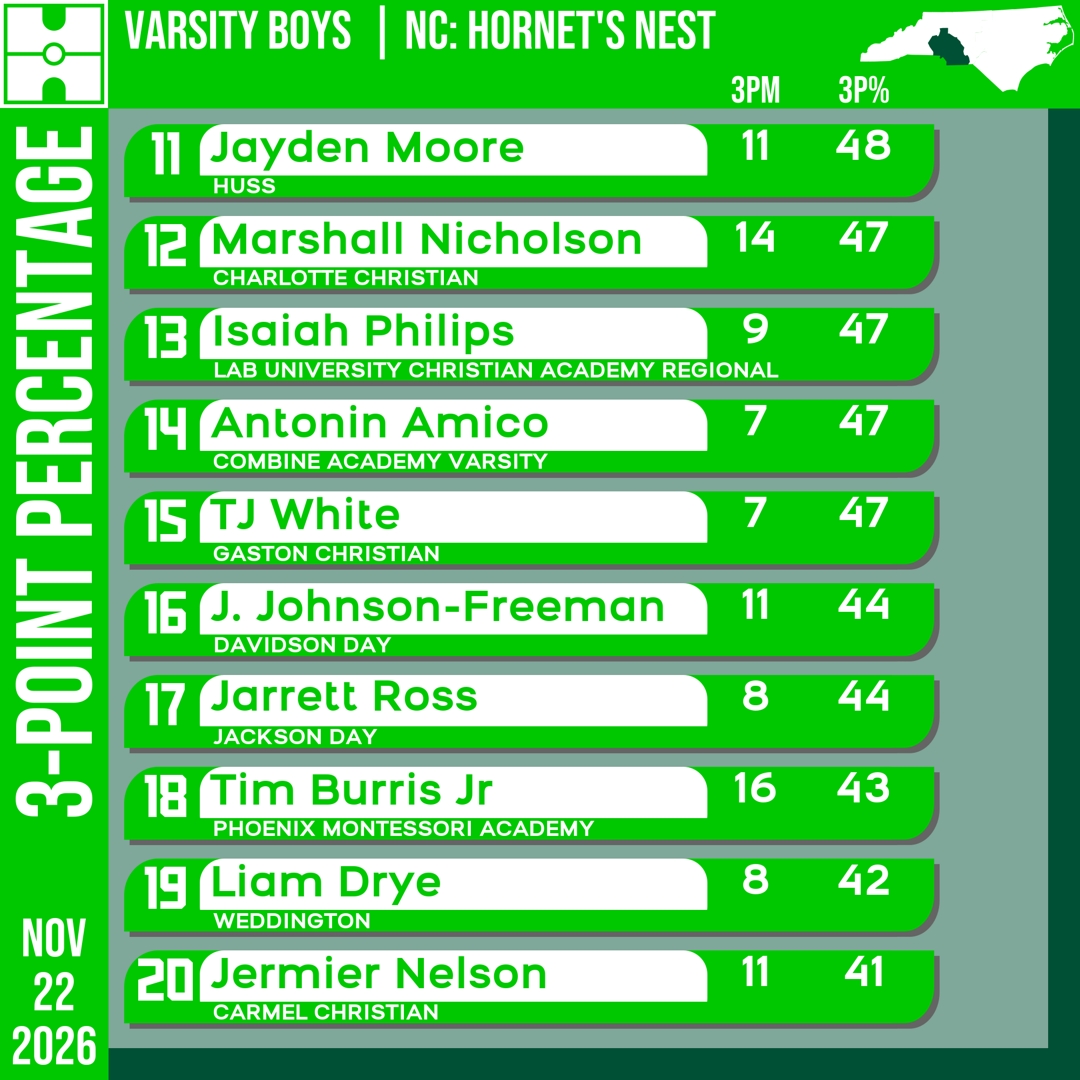 VARSITY BOYS | NC: HORNET'S NEST
3PM 3P%
3-POINT PERCENTAGE
NOV
22
2026
11 Jayden Moore 11 48
HUSS
12 Marshall Nicholson 14 47
CHARLOTTE CHRISTIAN
13 Isaiah Philips 9 47
LAB UNIVERSITY CHRISTIAN ACADEMY REGIONAL
14 Antonin Amico 7 47
COMBINE ACADEMY VARSITY
15 TJ White 7 47
GASTON CHRISTIAN
16 J. Johnson-Freeman 11 44
DAVIDSON DAY
17 Jarrett Ross 8 44
JACKSON DAY
18 Tim Burris Jr 16 43
PHOENIX MONTESSORI ACADEMY
19 Liam Drye 8 42
WEDDINGTON
20 Jermier Nelson 11 41
CARMEL CHRISTIAN